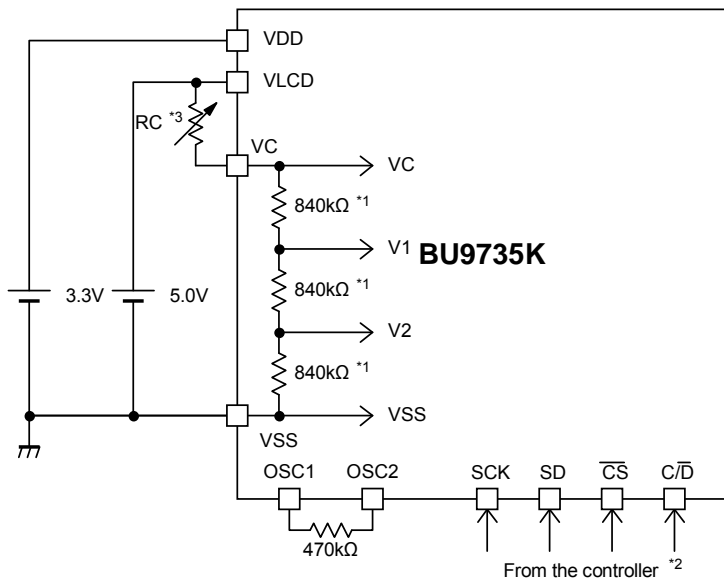 VDD
VLCD
RC *3
VC
VC
840kΩ *1
V1 BU9735K
840kΩ *1
3.3V 5.0V
V2
840kΩ *1
VSS
VSS
OSC1 OSC2 SCK SD C̅S̅ C/D̅
470kΩ
From the controller *2